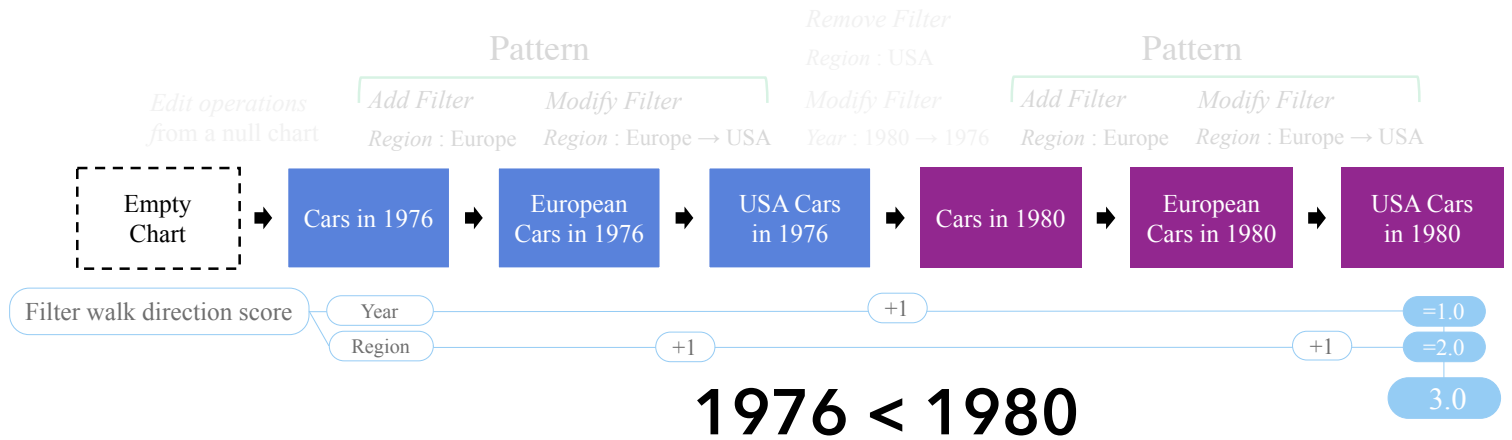 Remove Filter
Region : USA
Modify Filter
Year : 1980 → 1976
Pattern
Pattern
Edit operations
from a null chart
Add Filter
Region : Europe
Modify Filter
Region : Europe → USA
Add Filter
Region : Europe
Modify Filter
Region : Europe → USA
Empty
Chart
Cars in 1976
European
Cars in 1976
USA Cars
in 1976
Cars in 1980
European
Cars in 1980
USA Cars
in 1980
Filter walk direction score
Year
+1
=1.0
Region
+1
+1
=2.0
3.0
1976 < 1980